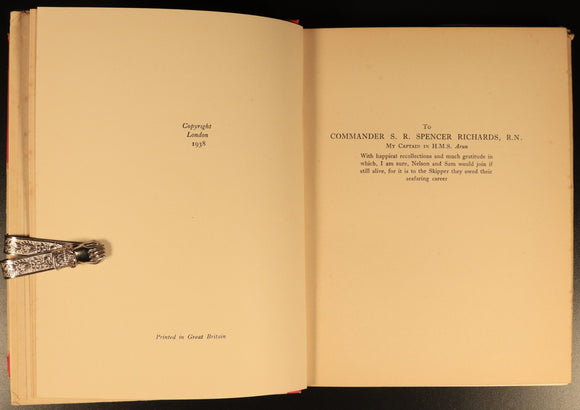 Copyright
London
1938
Printed in Great Britain
To
COMMANDER S. R. SPENCER RICHARDS, R.N.
My Captain in H.M.S. Arun
With happiest recollections and much gratitude in
which, I am sure, Nelson and Sam would join if
still alive, for it is to the Skipper they owed their
seafaring career